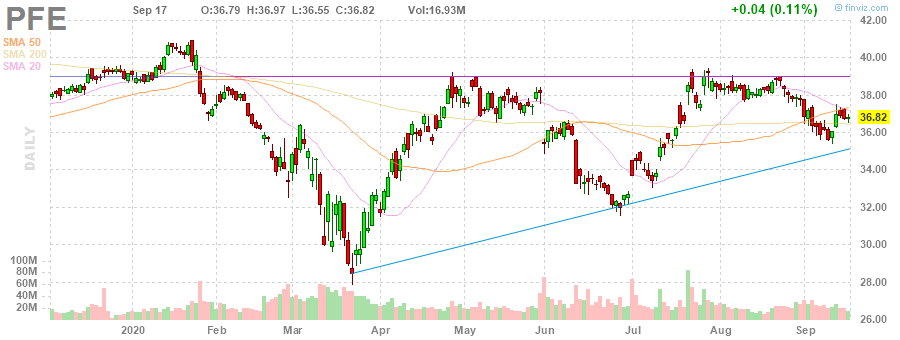 PFE
Sep 17 O:36.79 H:36.97 L:36.55 C:36.82 Vol:16.93M +0.04 (0.11%)
© finviz.com
SMA 50
SMA 200
SMA 20
DAILY
42.00
40.00
38.00
36.82
36.00
34.00
32.00
30.00
28.00
26.00
100M
80M
60M
40M
20M
2020 Feb Mar Apr May Jun Jul Aug Sep